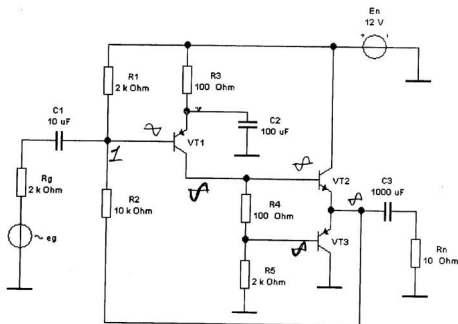 En
12 V
R1
2 k Ohm
R3
100 Ohm
C1
10 uF
C2
100 uF
VT1
1
Rg
2 k Ohm
R2
10 k Ohm
R4
100 Ohm
VT2
C3
1000 uF
~ eg
VT3
R5
2 k Ohm
Rn
10 Ohm